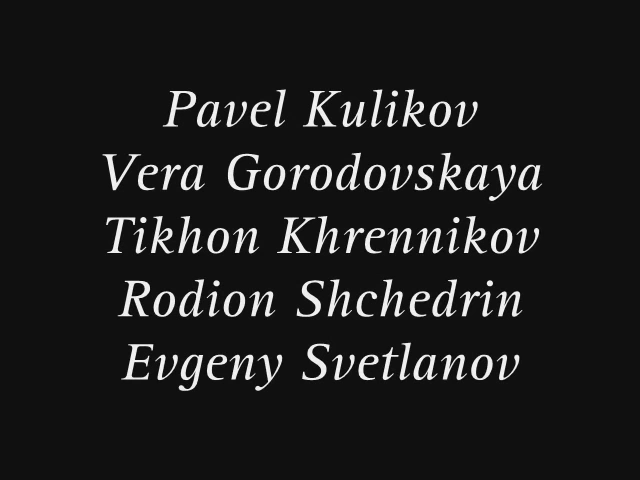 Pavel Kulikov
Vera Gorodovskaya
Tikhon Khrennikov
Rodion Shchedrin
Evgeny Svetlanov